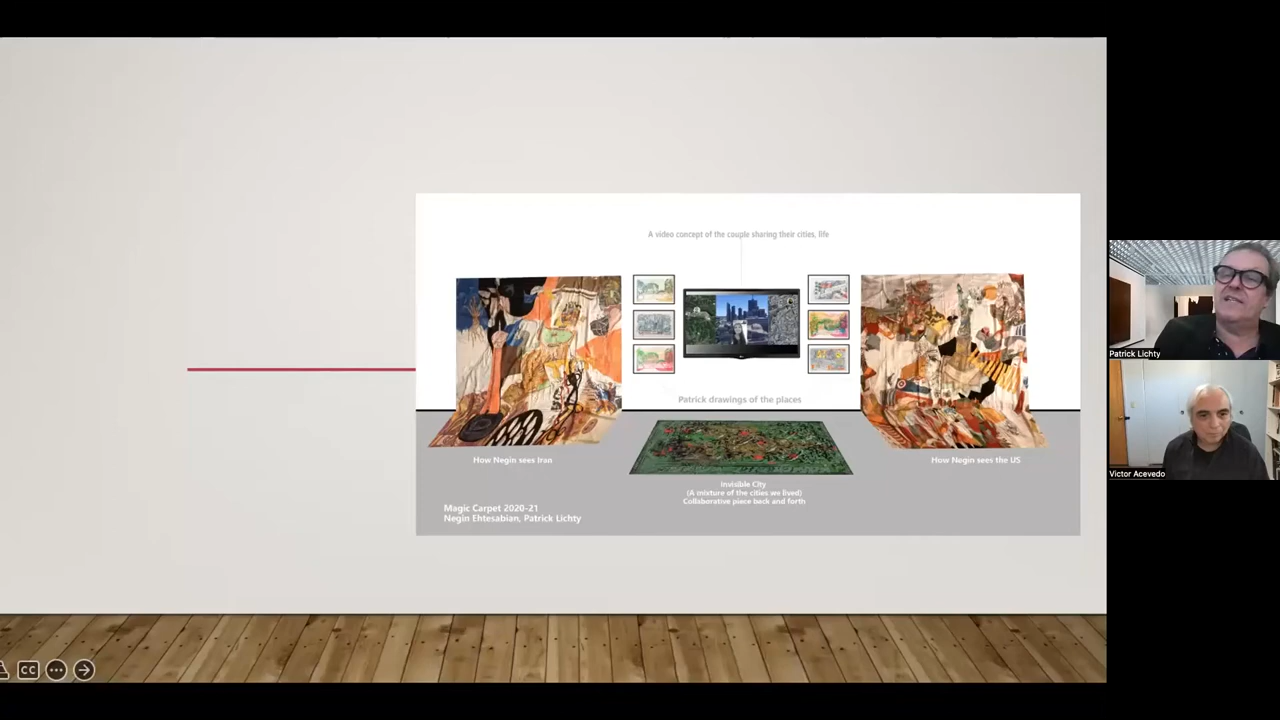 A video concept of the couple sharing their cities, life
Patrick drawings of the places
How Negin sees Iran
How Negin sees the US
Invisible City
(A mixture of the cities we lived)
Collaborative piece back and forth
Magic Carpet 2020-21
Negin Ehtesabian, Patrick Lichty
Patrick Lichty
Victor Acevedo
CC